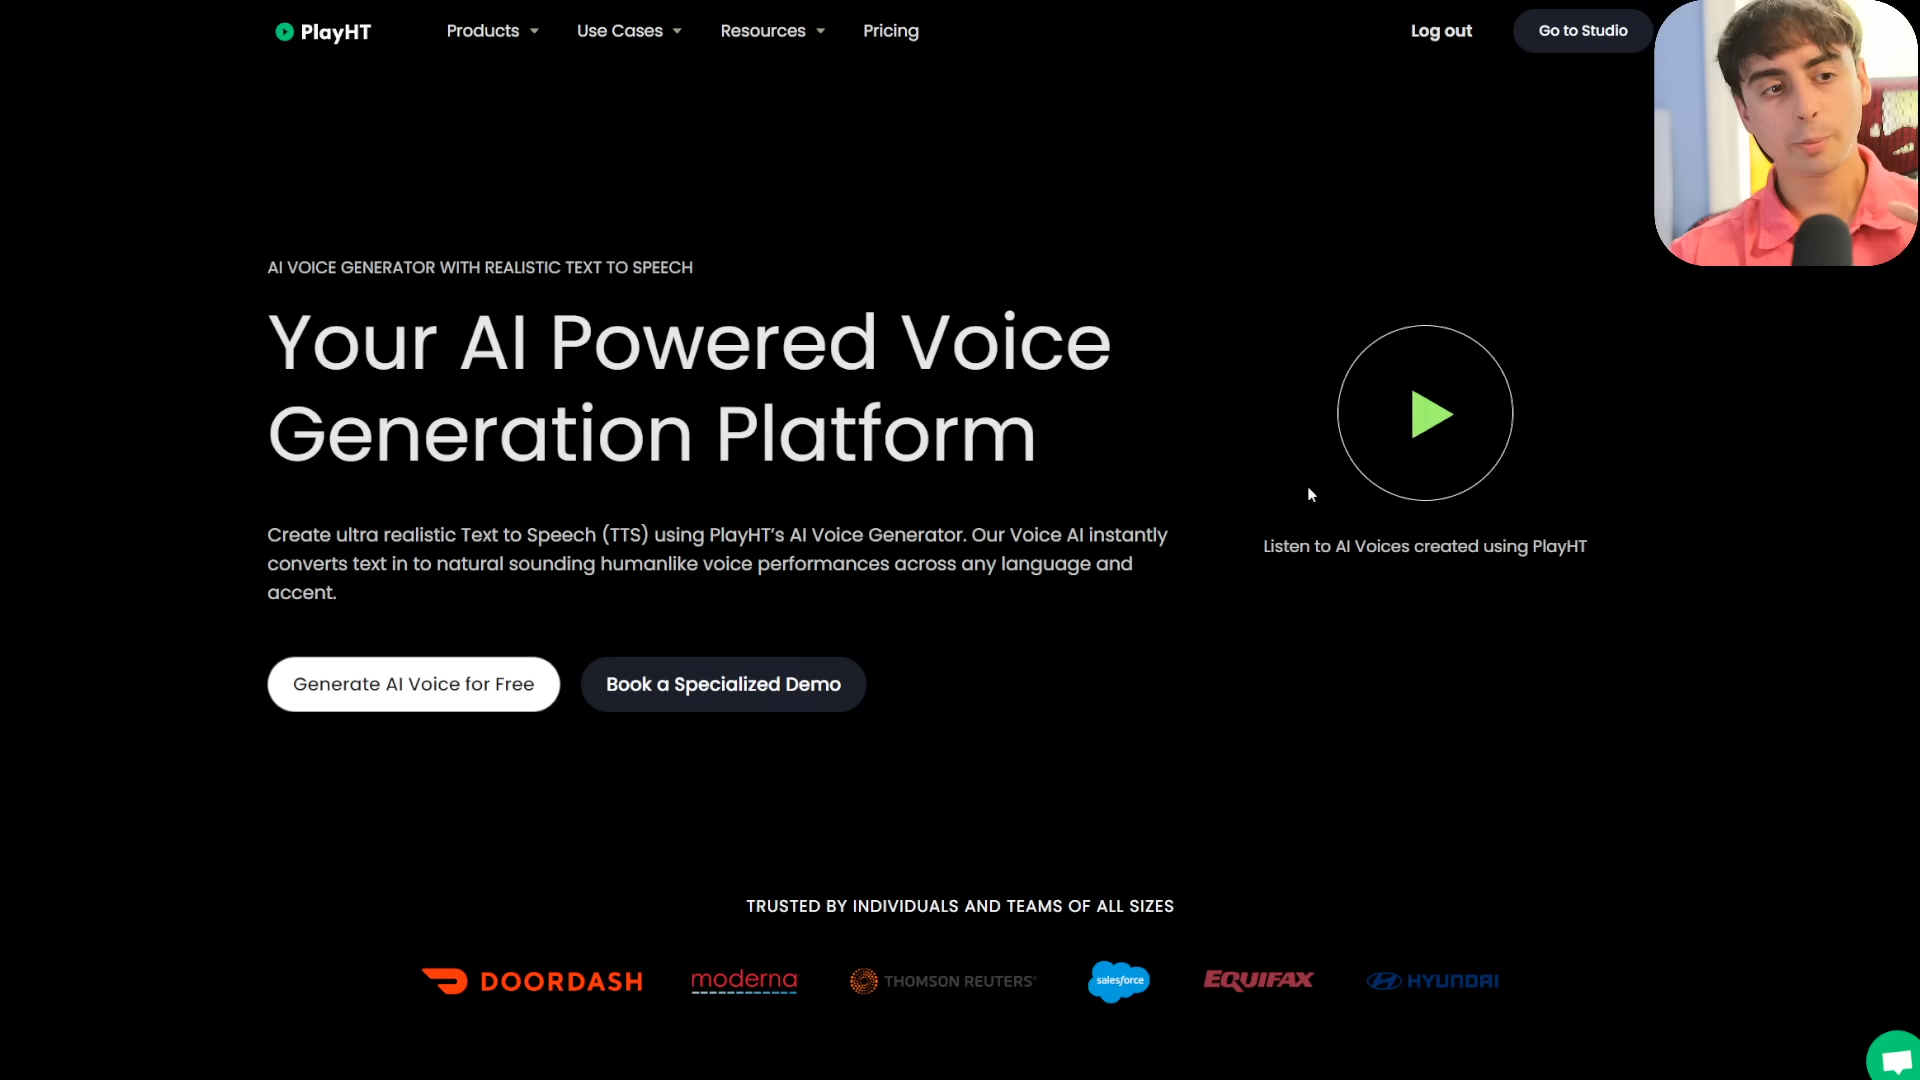 PlayHT
Products
Use Cases
Resources
Pricing
Log out
Go to Studio
AI VOICE GENERATOR WITH REALISTIC TEXT TO SPEECH
Your AI Powered Voice
Generation Platform
Create ultra realistic Text to Speech (TTS) using PlayHT’s AI Voice Generator. Our Voice AI instantly
converts text in to natural sounding humanlike voice performances across any language and
accent.
Listen to AI Voices created using PlayHT
Generate AI Voice for Free
Book a Specialized Demo
TRUSTED BY INDIVIDUALS AND TEAMS OF ALL SIZES
DOORDASH
moderna
THOMSON REUTERS
salesforce
EQUIFAX
HYUNDAI